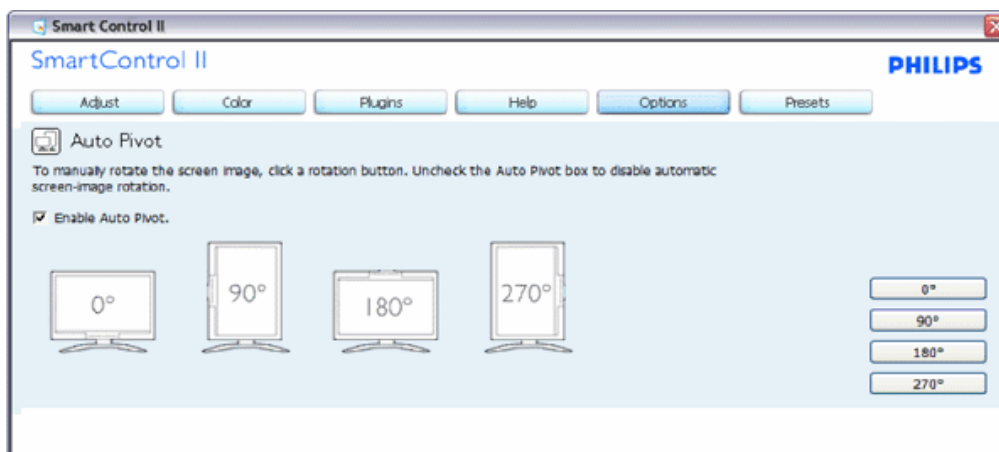 Smart Control II
SmartControl II
PHILIPS
Adjust Color Plugins Help Options Presets
Auto Pivot
To manually rotate the screen image, click a rotation button. Uncheck the Auto Pivot box to disable automatic
screen-image rotation.
Enable Auto Pivot.
0° 90° 180° 270°
0°
90°
180°
270°